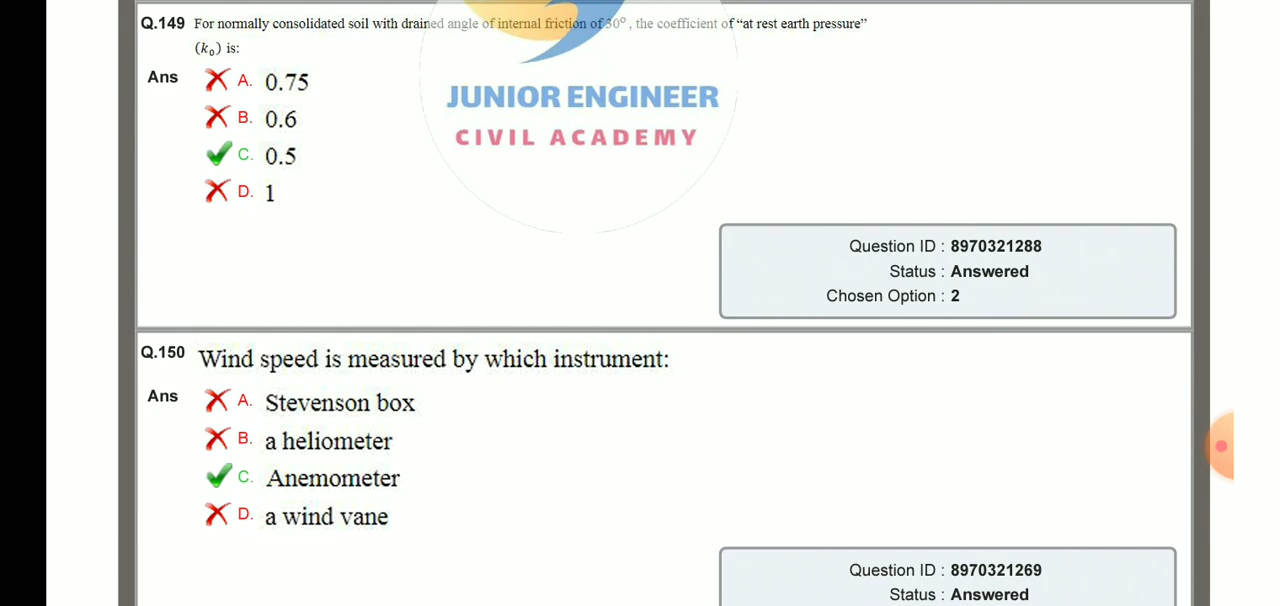 Q.149 For normally consolidated soil with drained angle of internal friction of 30°, the coefficient of “at rest earth pressure”
(k₀) is:
Ans A. 0.75
B. 0.6
C. 0.5
D. 1
JUNIOR ENGINEER
CIVIL ACADEMY
Question ID : 8970321288
Status : Answered
Chosen Option : 2
Q.150 Wind speed is measured by which instrument:
Ans A. Stevenson box
B. a heliometer
C. Anemometer
D. a wind vane
Question ID : 8970321269
Status : Answered